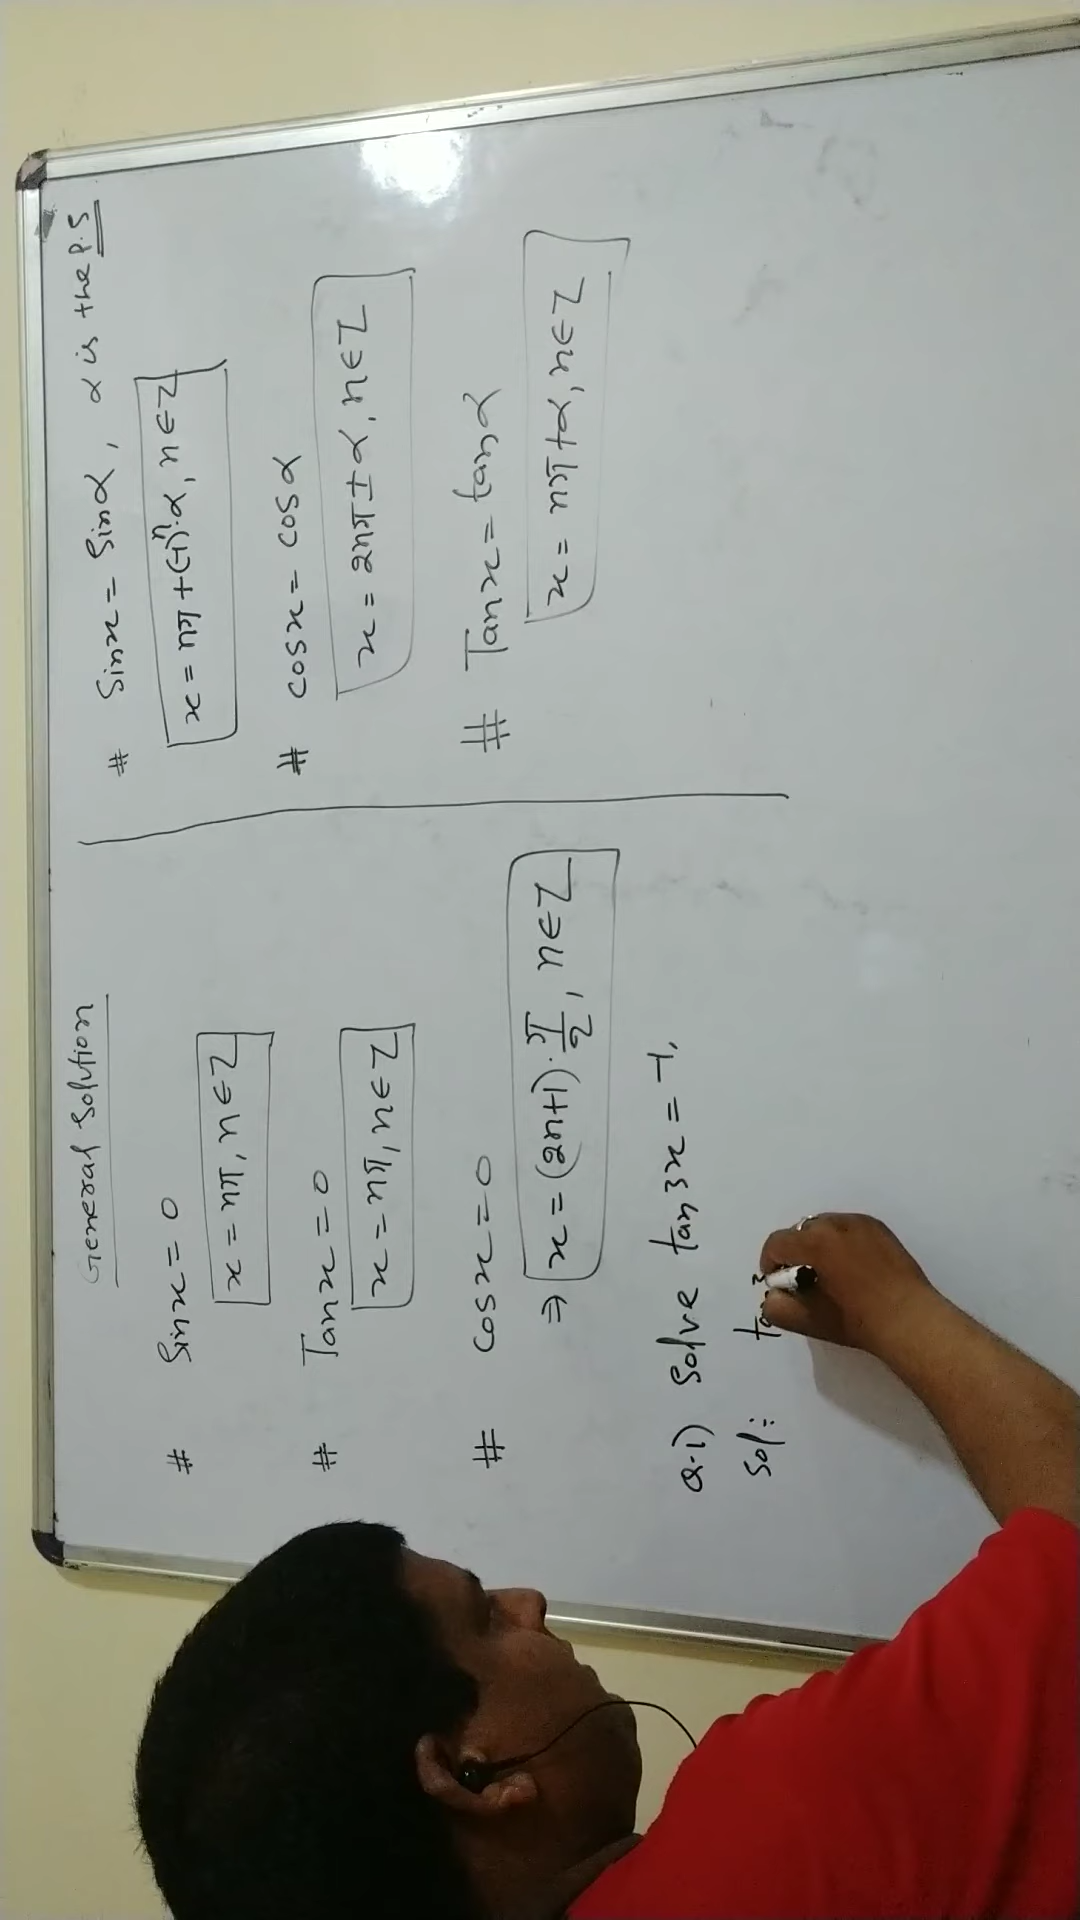 General Solution
# Sinx = 0
x = nπ, n∈Z
# Tanx = 0
x = nπ, n∈Z
# cosx = 0
⇒ x = (2n+1)·π/2, n∈Z
Q-1) Solve tan3x = -1,
Sol:
# Sinx = Sinα, α is the P.S
x = nπ + (-1)ⁿ·α, n∈Z
# cosx = cosα
x = 2nπ ± α, n∈Z
# Tanx = tanα
x = nπ + α, n∈Z